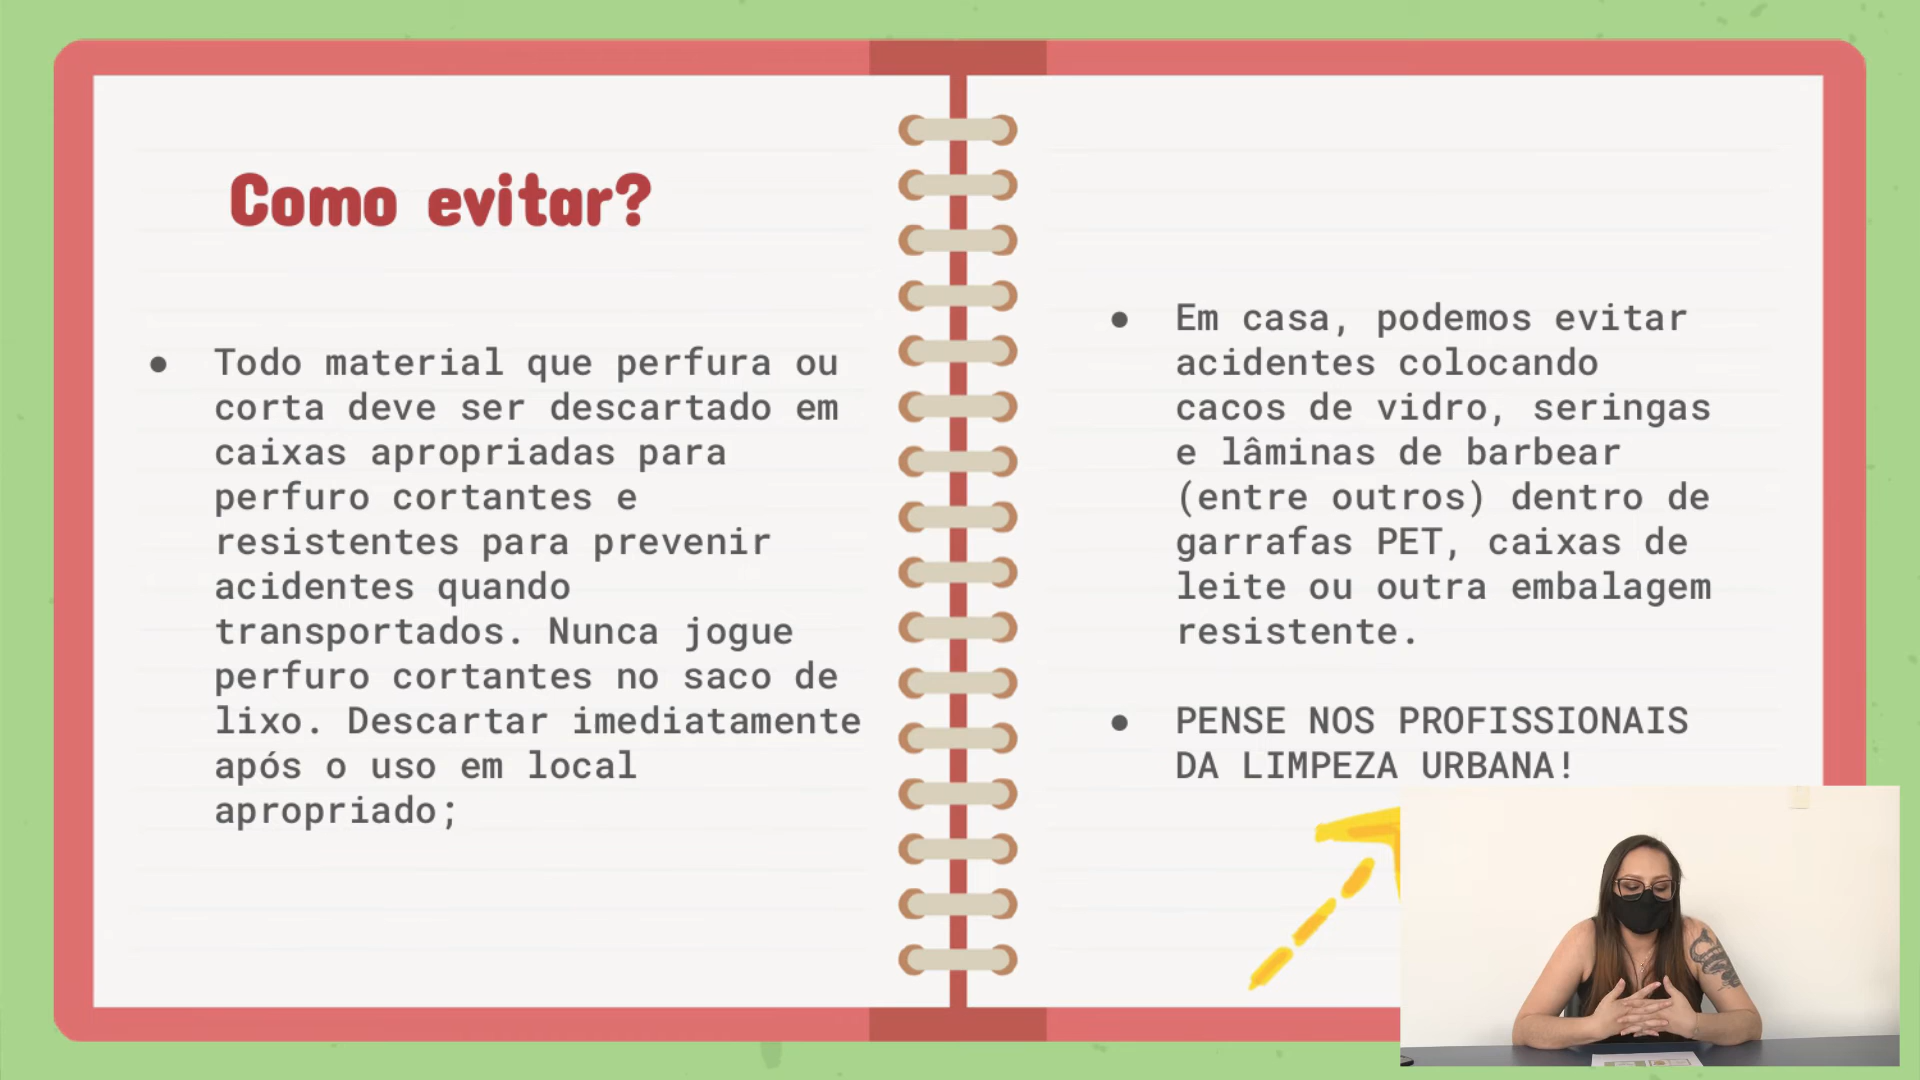 Como evitar?
Todo material que perfura ou
corta deve ser descartado em
caixas apropriadas para
perfuro cortantes e
resistentes para prevenir
acidentes quando
transportados. Nunca jogue
perfuro cortantes no saco de
lixo. Descartar imediatamente
após o uso em local
apropriado;
Em casa, podemos evitar
acidentes colocando
cacos de vidro, seringas
e lâminas de barbear
(entre outros) dentro de
garrafas PET, caixas de
leite ou outra embalagem
resistente.
PENSE NOS PROFISSIONAIS
DA LIMPEZA URBANA!